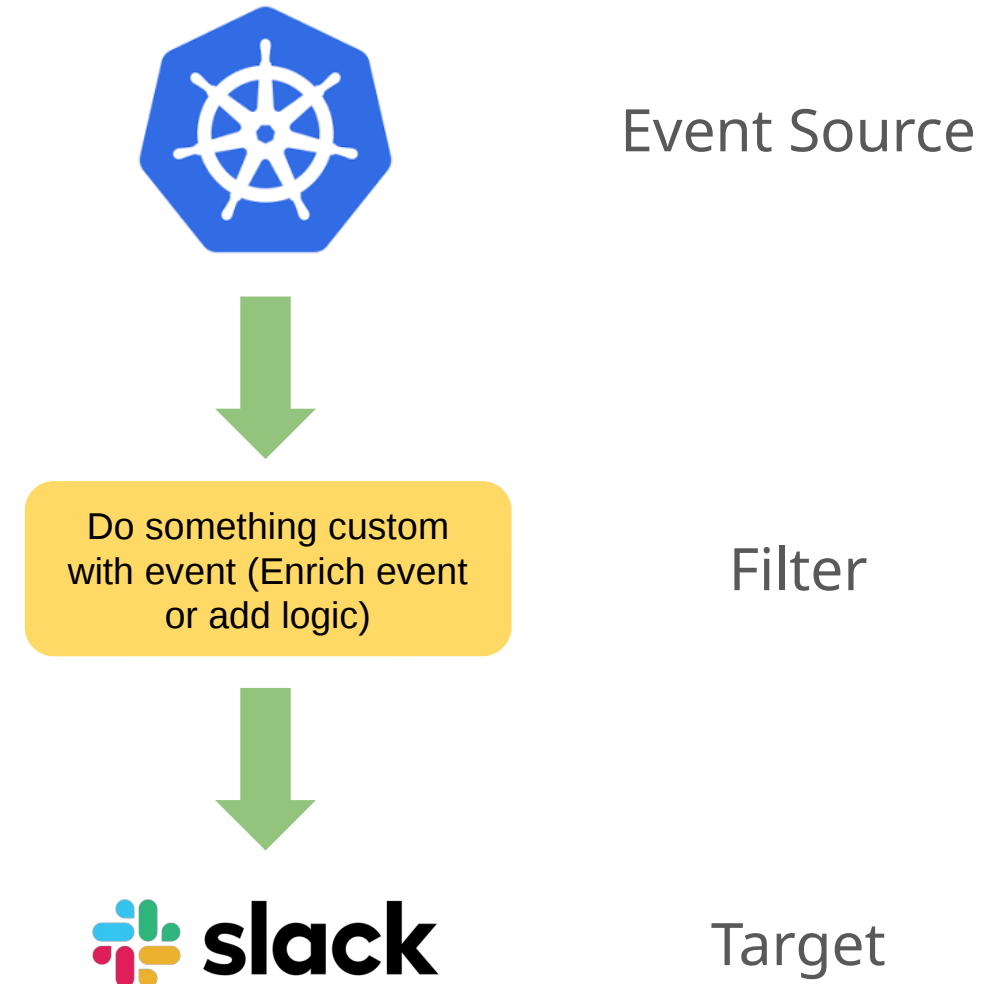 Event Source
Do something custom
with event (Enrich event
or add logic)
Filter
slack
Target